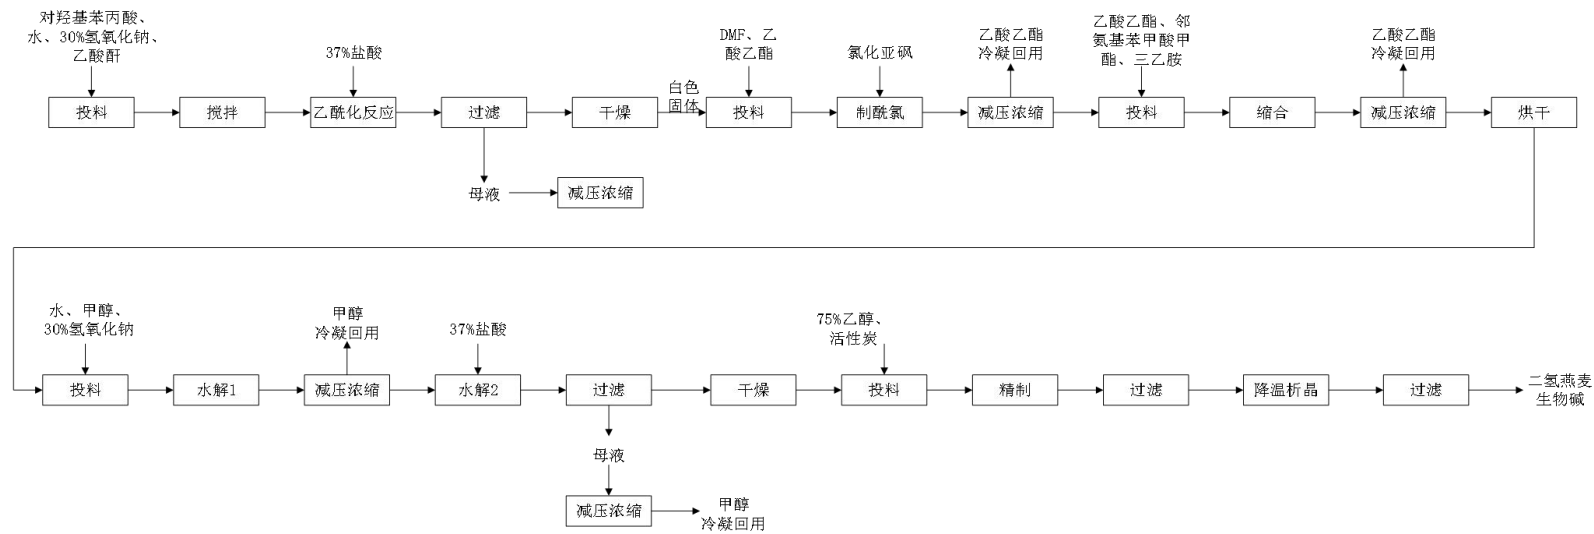 对羟基苯丙酸、
水、30%氢氧化钠、
乙酸酐
37%盐酸
DMF、乙
酸乙酯
氯化亚砜
乙酸乙酯
冷凝回用
乙酸乙酯、邻
氨基苯甲酸甲
酯、三乙胺
乙酸乙酯
冷凝回用
投料
搅拌
乙酰化反应
过滤
干燥
白色
固体
投料
制酰氯
减压浓缩
投料
缩合
减压浓缩
烘干
母液
减压浓缩
水、甲醇、
30%氢氧化钠
甲醇
冷凝回用
37%盐酸
75%乙醇、
活性炭
投料
水解1
减压浓缩
水解2
过滤
干燥
投料
精制
过滤
降温析晶
过滤
二氢燕麦
生物碱
母液
减压浓缩
甲醇
冷凝回用